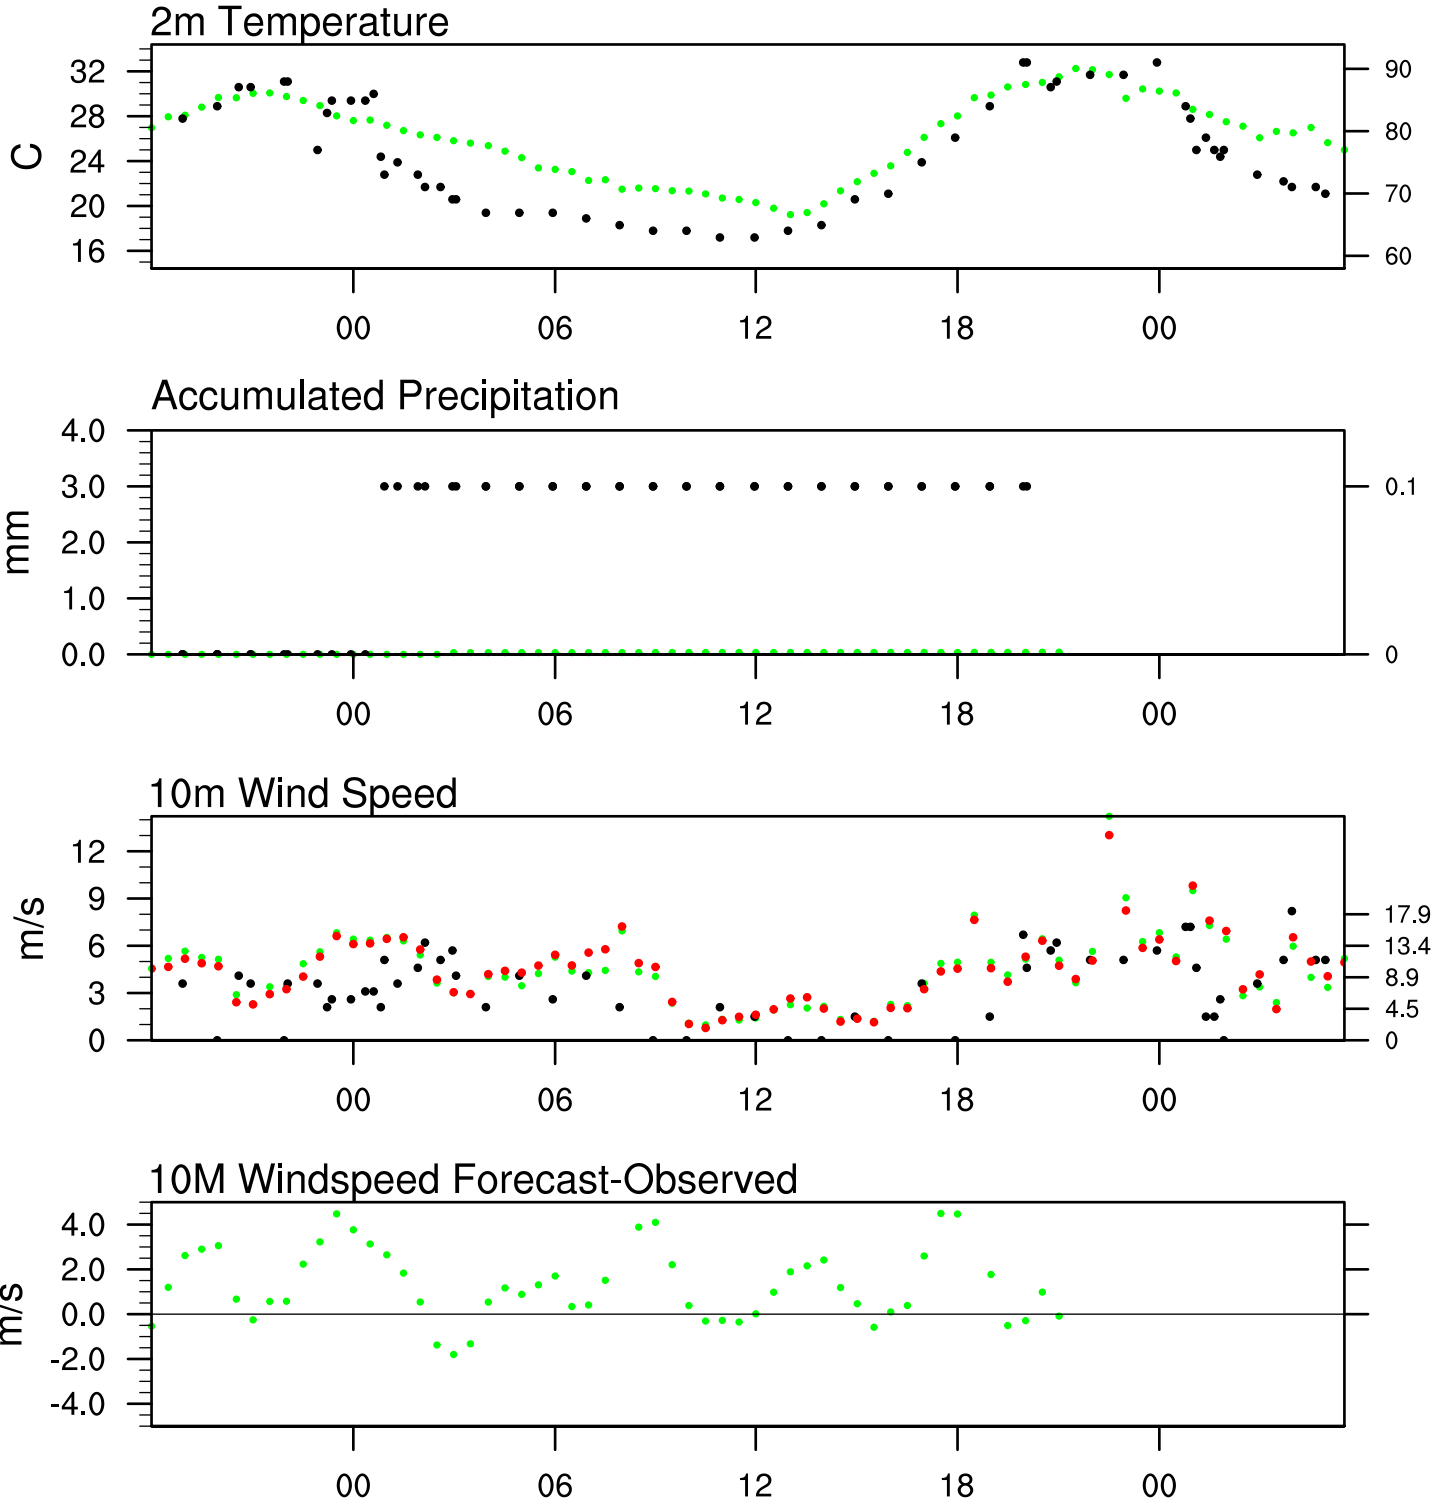 2m Temperature
32 90
28 80
C
24
20 70
16 60
00 06 12 18 00
Accumulated Precipitation
4.0
3.0 0.1
mm
2.0
1.0
0.0 0
00 06 12 18 00
10m Wind Speed
12
9 17.9
m/s
6 13.4
3 8.9
4.5
0 0
00 06 12 18 00
10M Windspeed Forecast-Observed
4.0
2.0
m/s
0.0
-2.0
-4.0
00 06 12 18 00